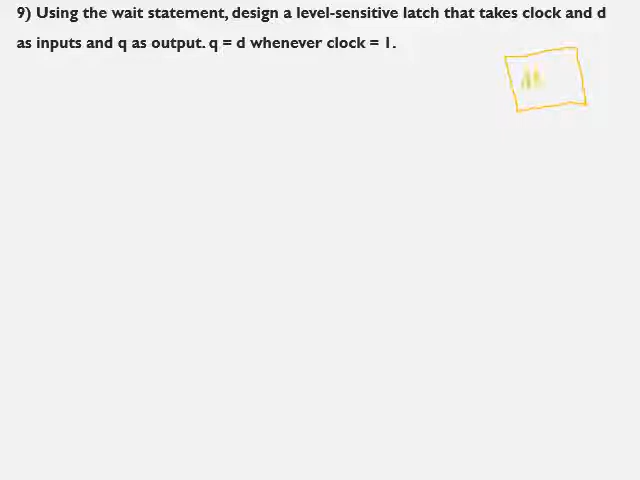 9) Using the wait statement, design a level-sensitive latch that takes clock and d
as inputs and q as output. q = d whenever clock = 1.